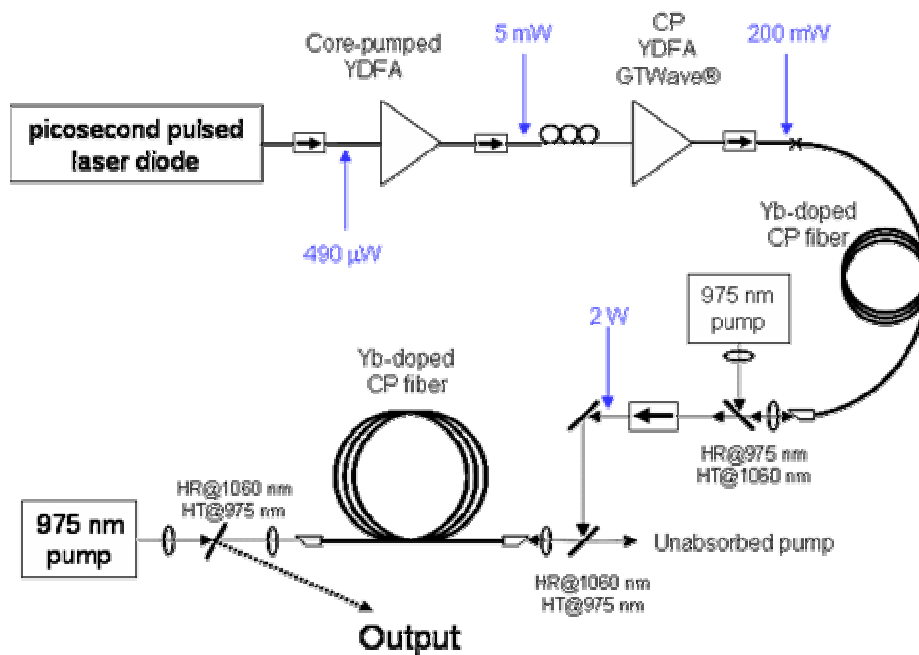 Core-pumped
YDFA
5 mW
CP
YDFA
GTWave®
200 mW
picosecond pulsed
laser diode
490 µW
Yb-doped
CP fiber
975 nm
pump
2 W
Yb-doped
CP fiber
HR@975 nm
HT@1060 nm
HR@1060 nm
HT@975 nm
975 nm
pump
Unabsorbed pump
HR@1060 nm
HT@975 nm
Output